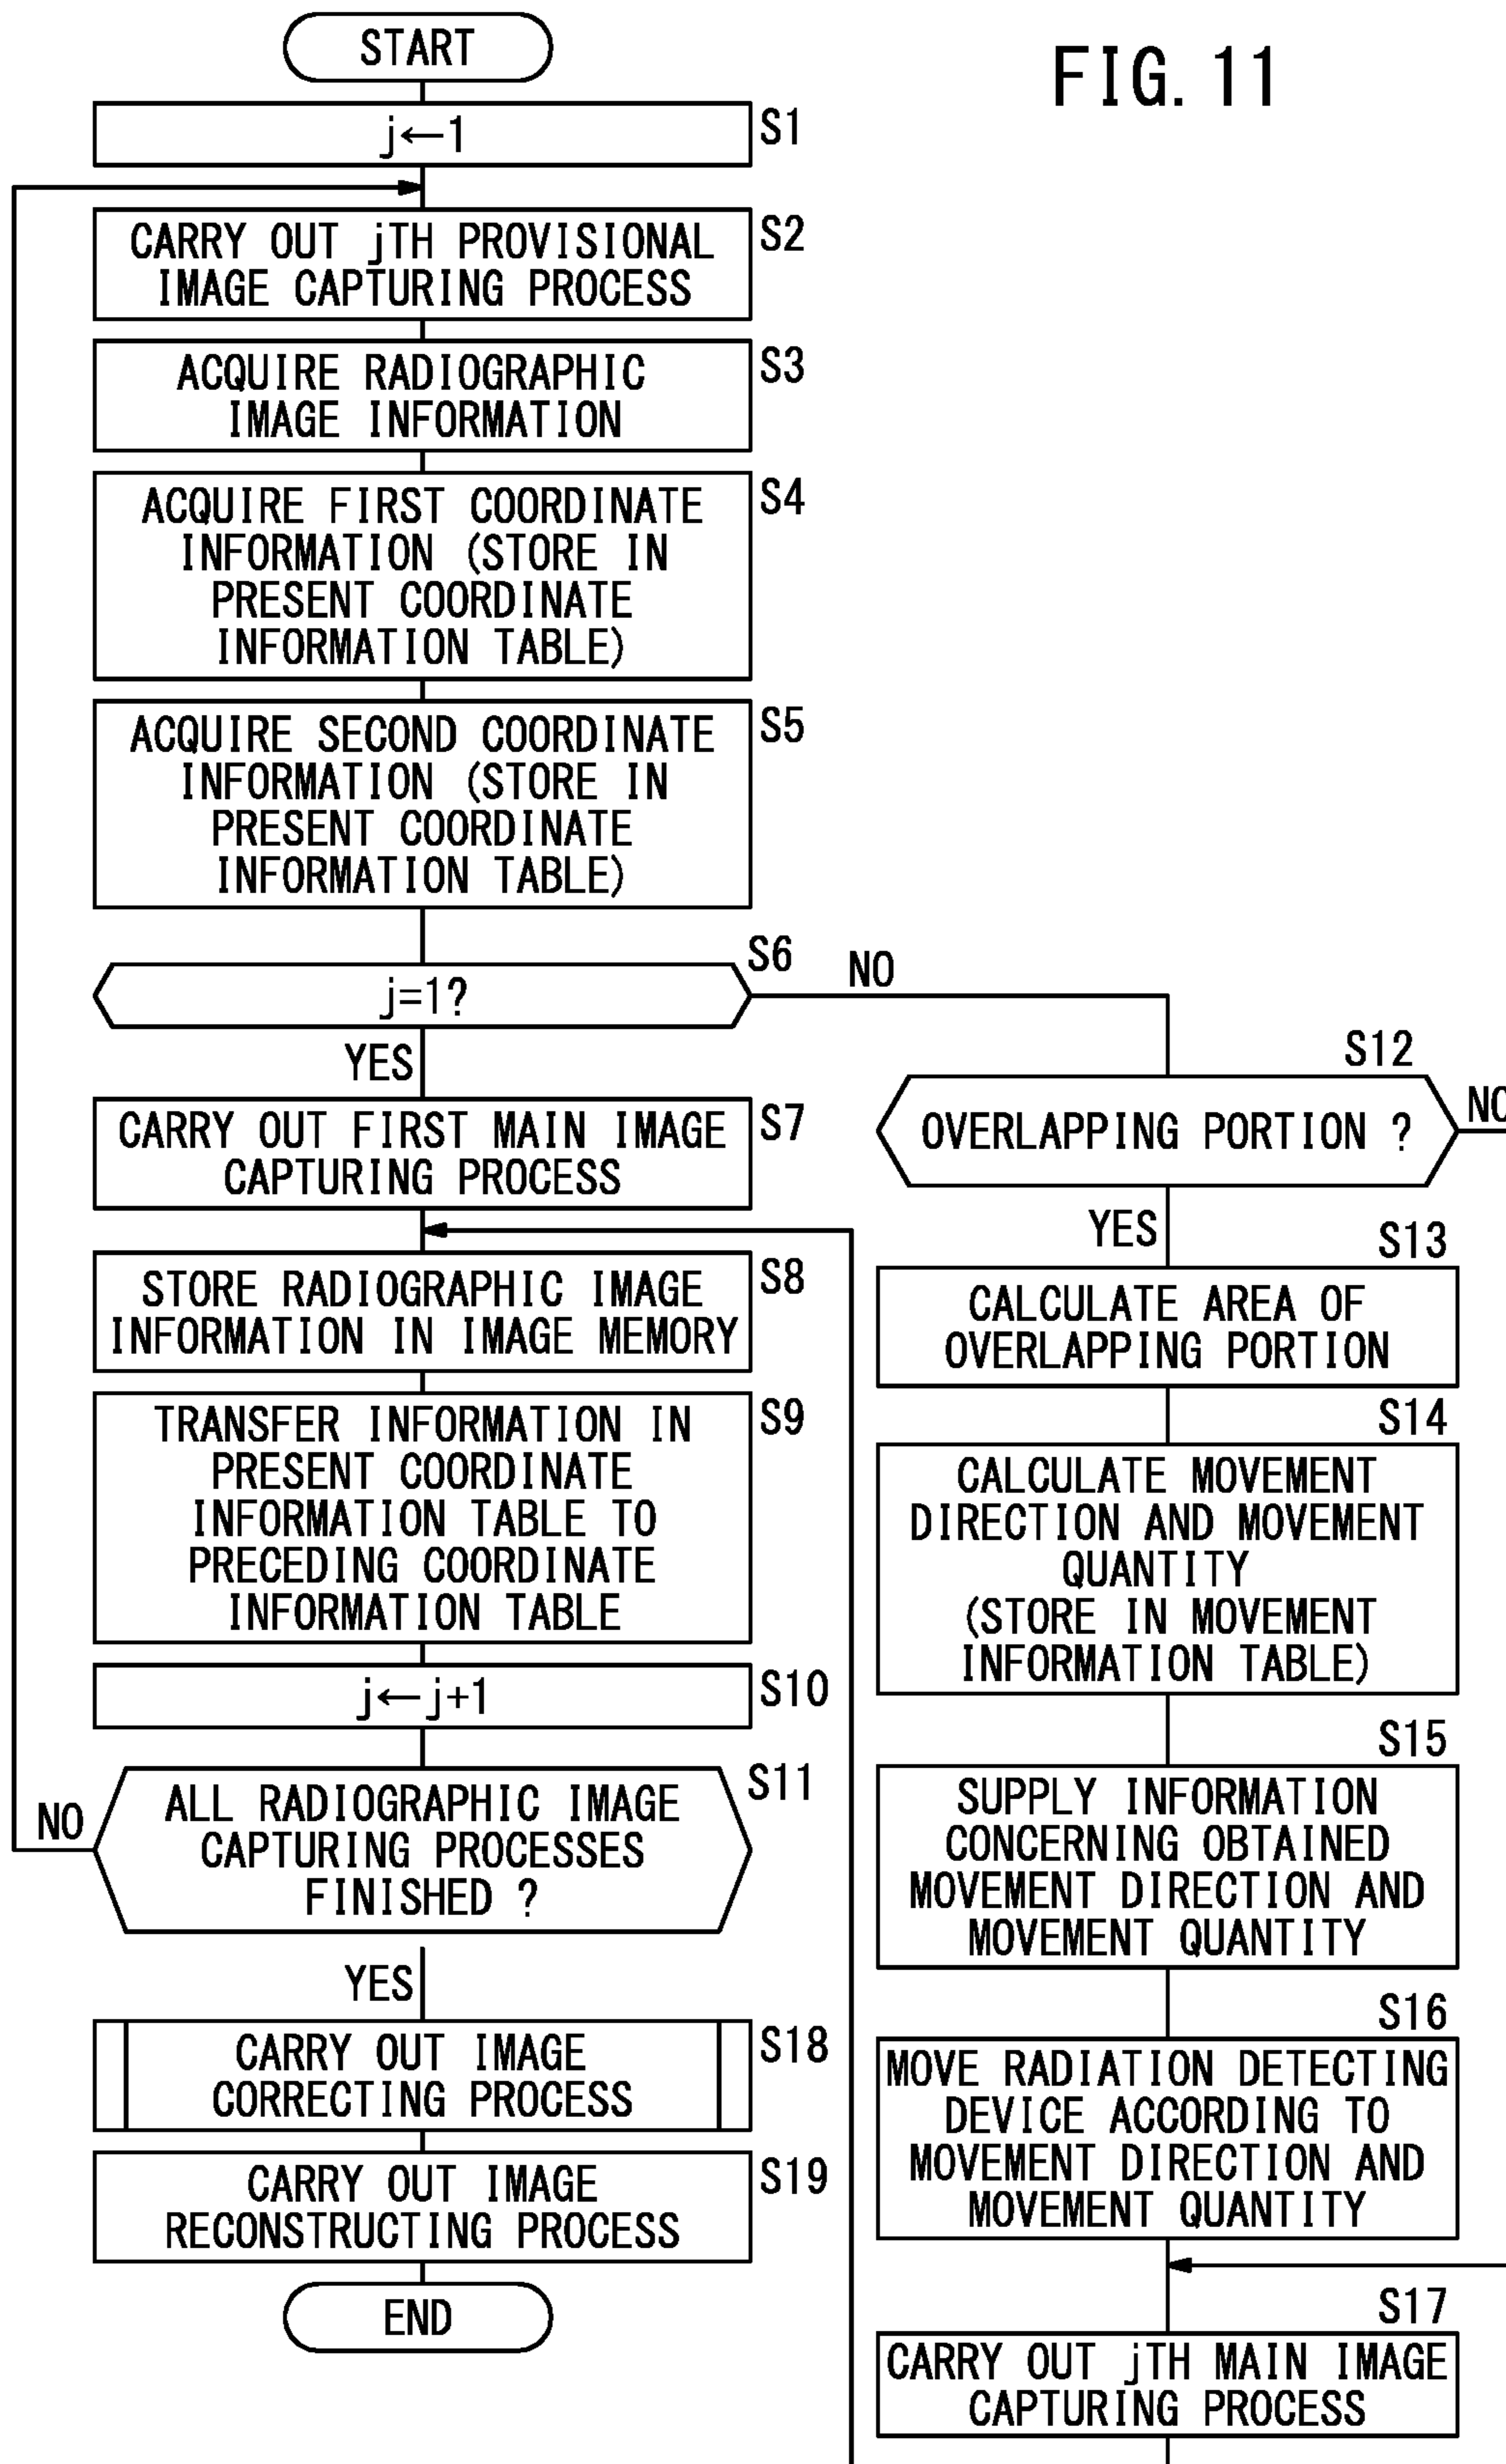 FIG. 11
START
j←1
S1
CARRY OUT jTH PROVISIONAL
IMAGE CAPTURING PROCESS
S2
ACQUIRE RADIOGRAPHIC
IMAGE INFORMATION
S3
ACQUIRE FIRST COORDINATE
INFORMATION (STORE IN
PRESENT COORDINATE
INFORMATION TABLE)
S4
ACQUIRE SECOND COORDINATE
INFORMATION (STORE IN
PRESENT COORDINATE
INFORMATION TABLE)
S5
j=1?
S6
NO
YES
CARRY OUT FIRST MAIN IMAGE
CAPTURING PROCESS
S7
STORE RADIOGRAPHIC IMAGE
INFORMATION IN IMAGE MEMORY
S8
TRANSFER INFORMATION IN
PRESENT COORDINATE
INFORMATION TABLE TO
PRECEDING COORDINATE
INFORMATION TABLE
S9
j←j+1
S10
ALL RADIOGRAPHIC IMAGE
CAPTURING PROCESSES
FINISHED ?
S11
NO
YES
CARRY OUT IMAGE
CORRECTING PROCESS
S18
CARRY OUT IMAGE
RECONSTRUCTING PROCESS
S19
END
S12
OVERLAPPING PORTION ?
NO
YES
S13
CALCULATE AREA OF
OVERLAPPING PORTION
S14
CALCULATE MOVEMENT
DIRECTION AND MOVEMENT
QUANTITY
(STORE IN MOVEMENT
INFORMATION TABLE)
S15
SUPPLY INFORMATION
CONCERNING OBTAINED
MOVEMENT DIRECTION AND
MOVEMENT QUANTITY
S16
MOVE RADIATION DETECTING
DEVICE ACCORDING TO
MOVEMENT DIRECTION AND
MOVEMENT QUANTITY
S17
CARRY OUT jTH MAIN IMAGE
CAPTURING PROCESS